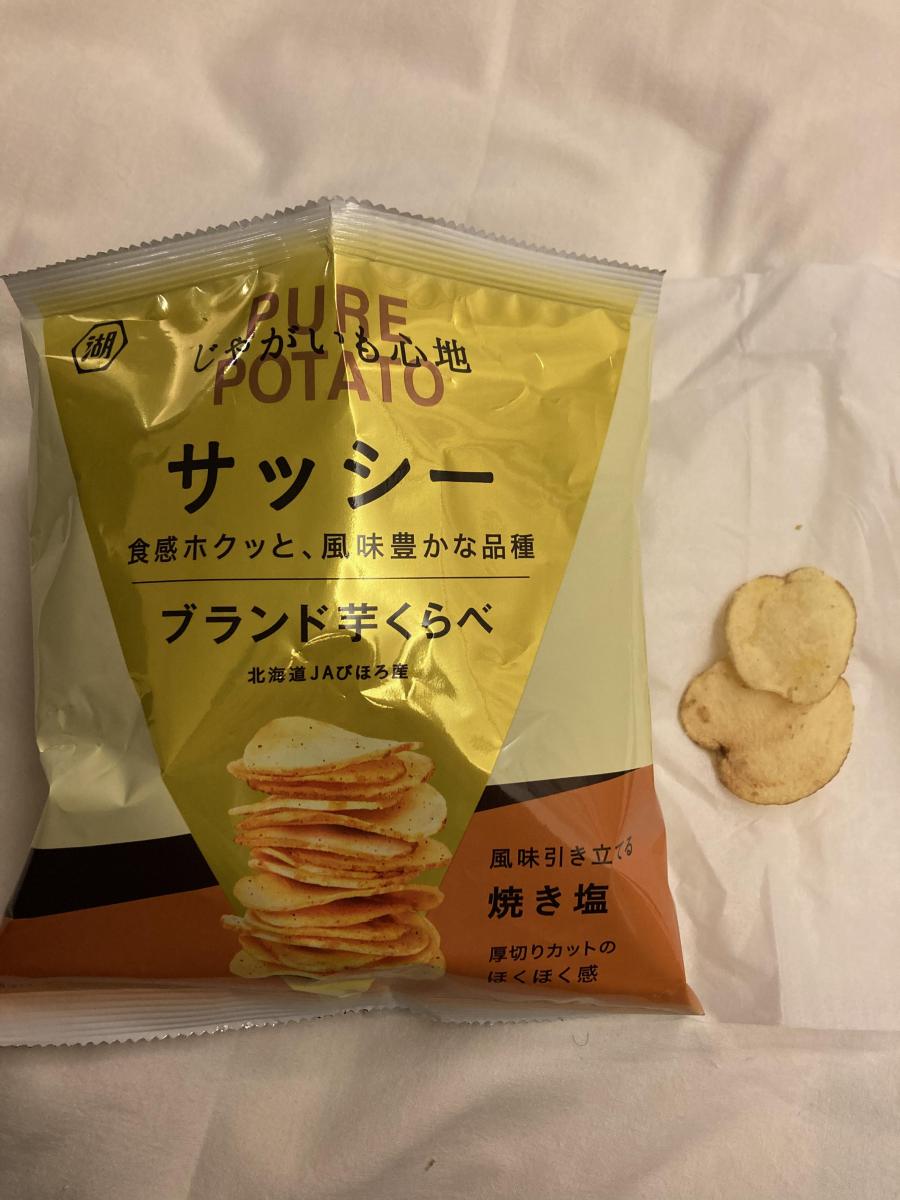 湖
PURE
じゃがいも心地
POTATO
サッシー
食感ホクッと、風味豊かな品種
ブランド芋くらべ
北海道JAびほろ産
風味引き立てる
焼き塩
厚切りカットの
ほくほく感